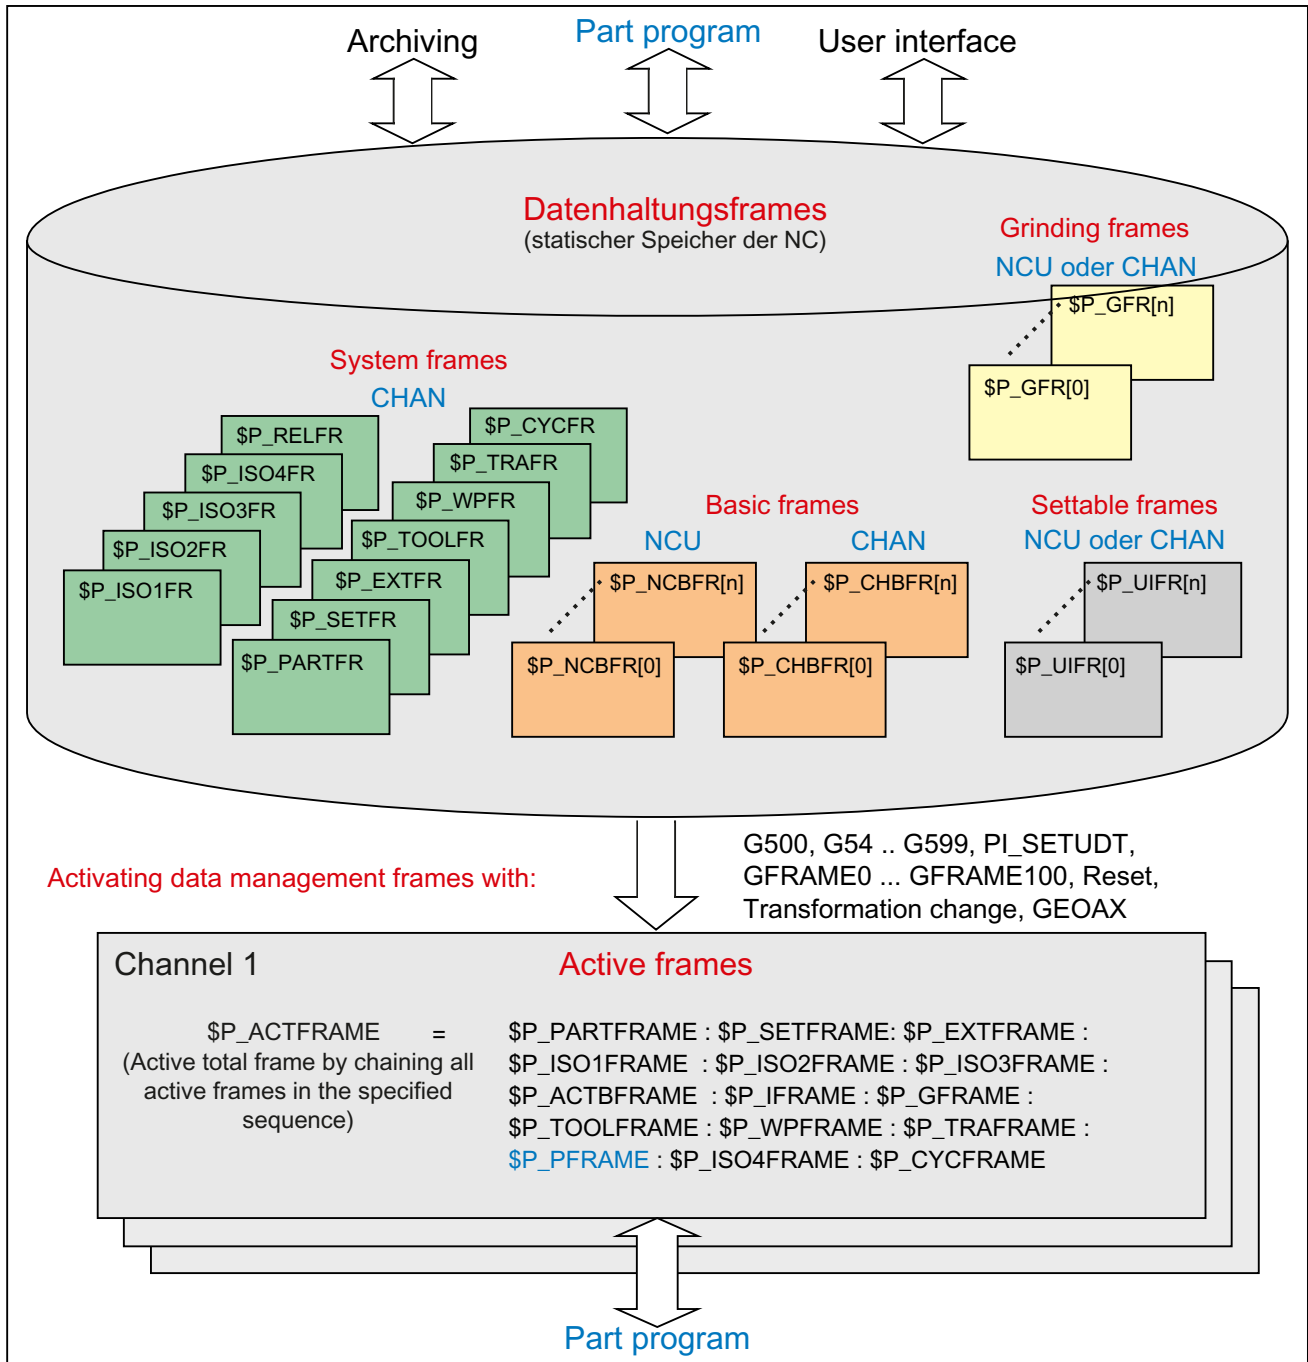 Archiving
Part program
User interface
Datenhaltungsframes
(statischer Speicher der NC)
Grinding frames
NCU oder CHAN
$P_GFR[n]
$P_GFR[0]
System frames
CHAN
$P_RELFR
$P_ISO4FR
$P_ISO3FR
$P_ISO2FR
$P_ISO1FR
$P_CYCFR
$P_TRAFR
$P_WPFR
$P_TOOLFR
$P_EXTFR
$P_SETFR
$P_PARTFR
Basic frames
NCU
CHAN
$P_NCBFR[n]
$P_NCBFR[0]
$P_CHBFR[n]
$P_CHBFR[0]
Settable frames
NCU oder CHAN
$P_UIFR[n]
$P_UIFR[0]
Activating data management frames with:
G500, G54 .. G599, PI_SETUDT,
GFRAME0 ... GFRAME100, Reset,
Transformation change, GEOAX
Channel 1
Active frames
$P_ACTFRAME =
(Active total frame by chaining all
active frames in the specified
sequence)
$P_PARTFRAME : $P_SETFRAME: $P_EXTFRAME :
$P_ISO1FRAME : $P_ISO2FRAME : $P_ISO3FRAME :
$P_ACTBFRAME : $P_IFRAME : $P_GFRAME :
$P_TOOLFRAME : $P_WPFRAME : $P_TRAFRAME :
$P_PFRAME : $P_ISO4FRAME : $P_CYCFRAME
Part program